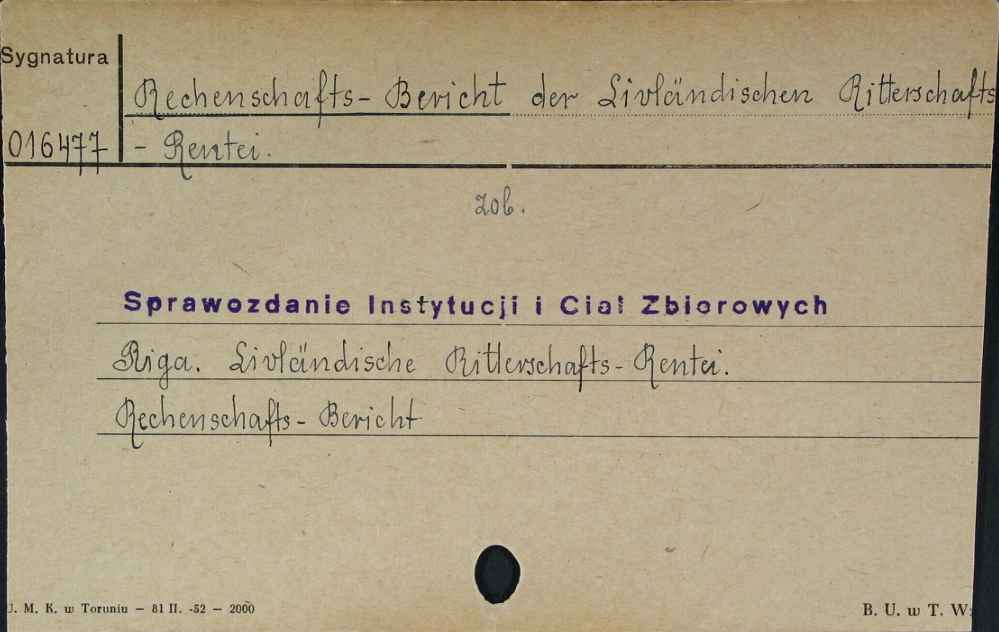 Sygnatura
Rechenschafts- Bericht der Livländischen Ritterschafts
016477 - Rentei.
zob.
Sprawozdanie Instytucji i Ciał Zbiorowych
Riga. Livländische Ritterschafts- Rentei.
Rechenschafts- Bericht
U. M. K. w Toruniu — 81 II. -52 — 2000
B. U. w T. W